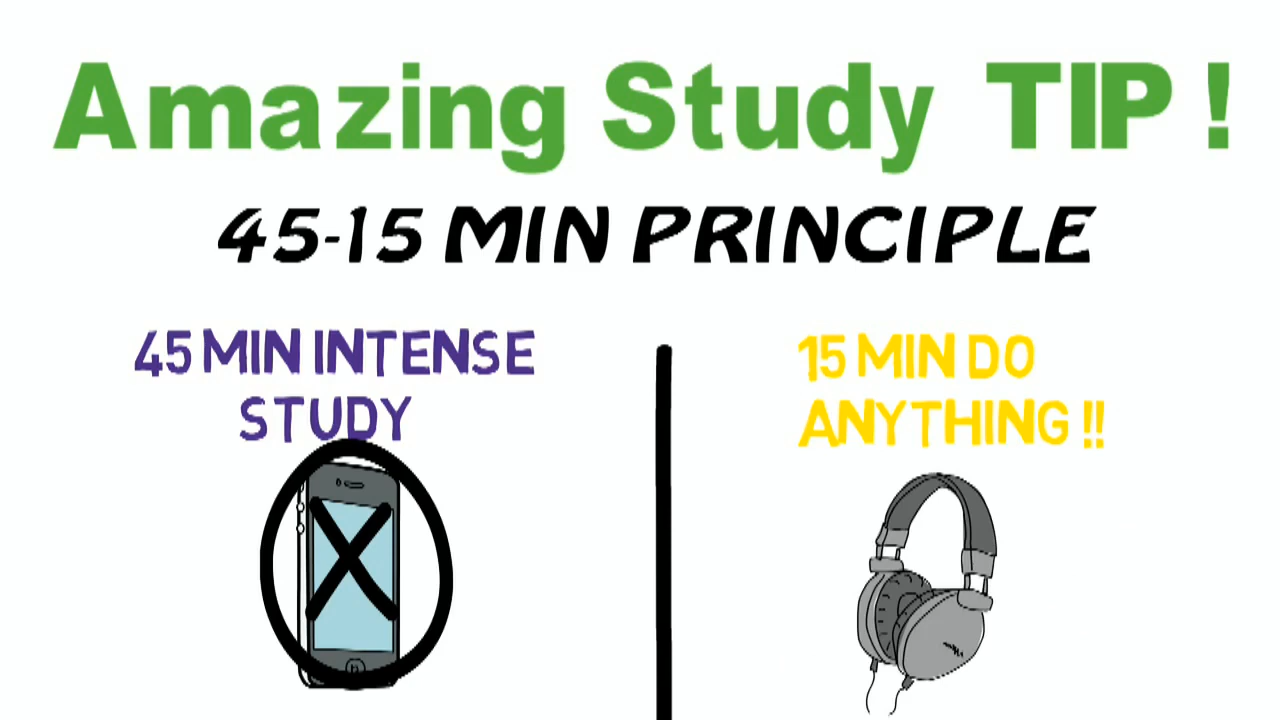 Amazing Study TIP !
45-15 MIN PRINCIPLE
45 MIN INTENSE
STUDY
15 MIN DO
ANYTHING !!